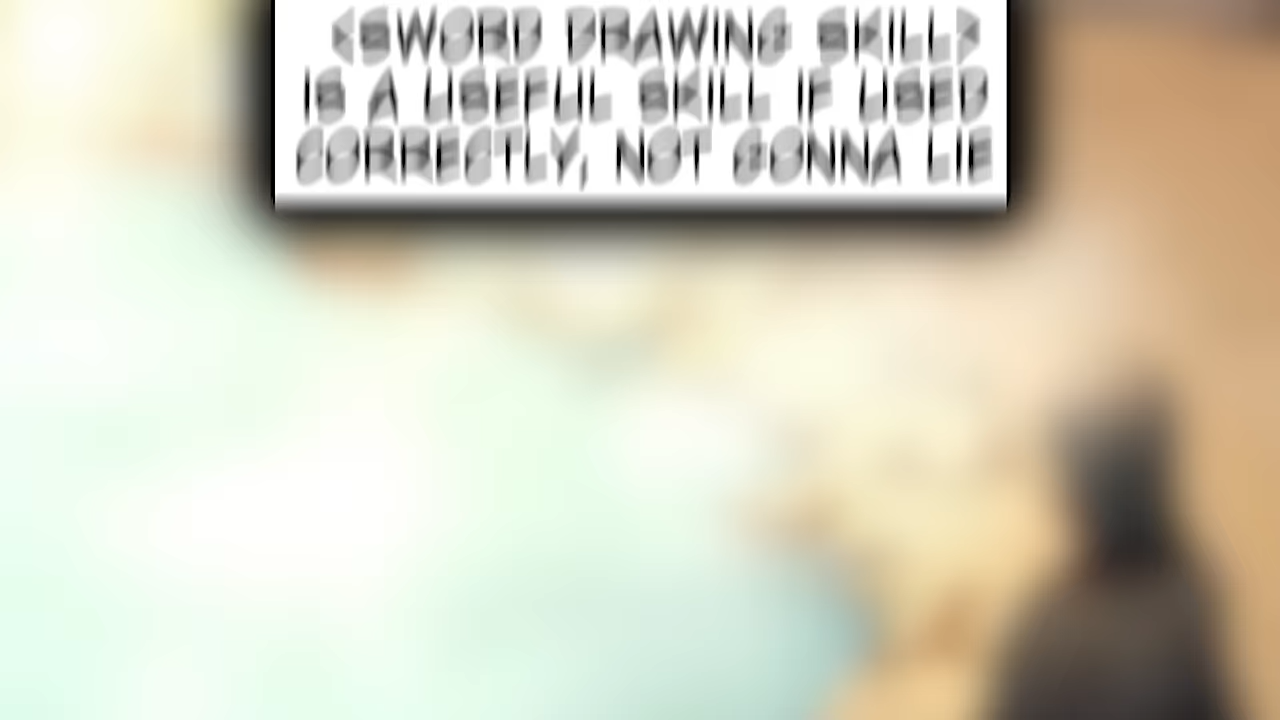 <SWORD DRAWING SKILL>
IS A USEFUL SKILL IF USED
CORRECTLY, NOT GONNA LIE